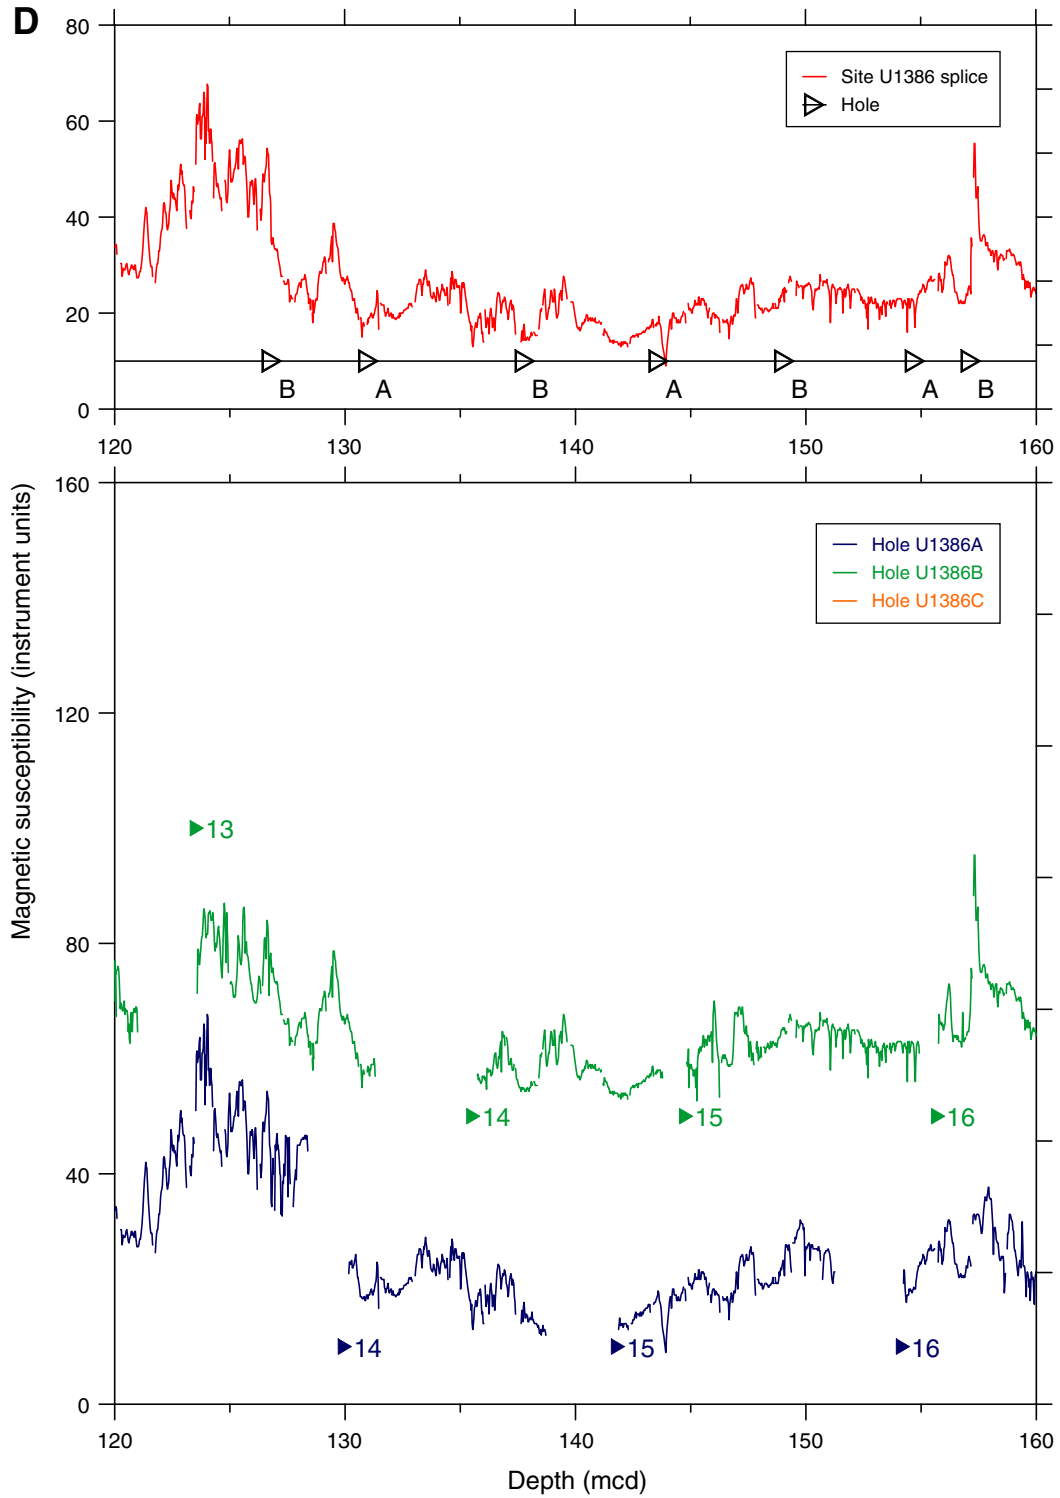 D
80
60
40
20
0
Site U1386 splice
Hole
B A B A B A B
120 130 140 150 160
Magnetic susceptibility (instrument units)
160
120
80
40
0
Hole U1386A
Hole U1386B
Hole U1386C
13
14 15 16
14 15 16
120 130 140 150 160
Depth (mcd)